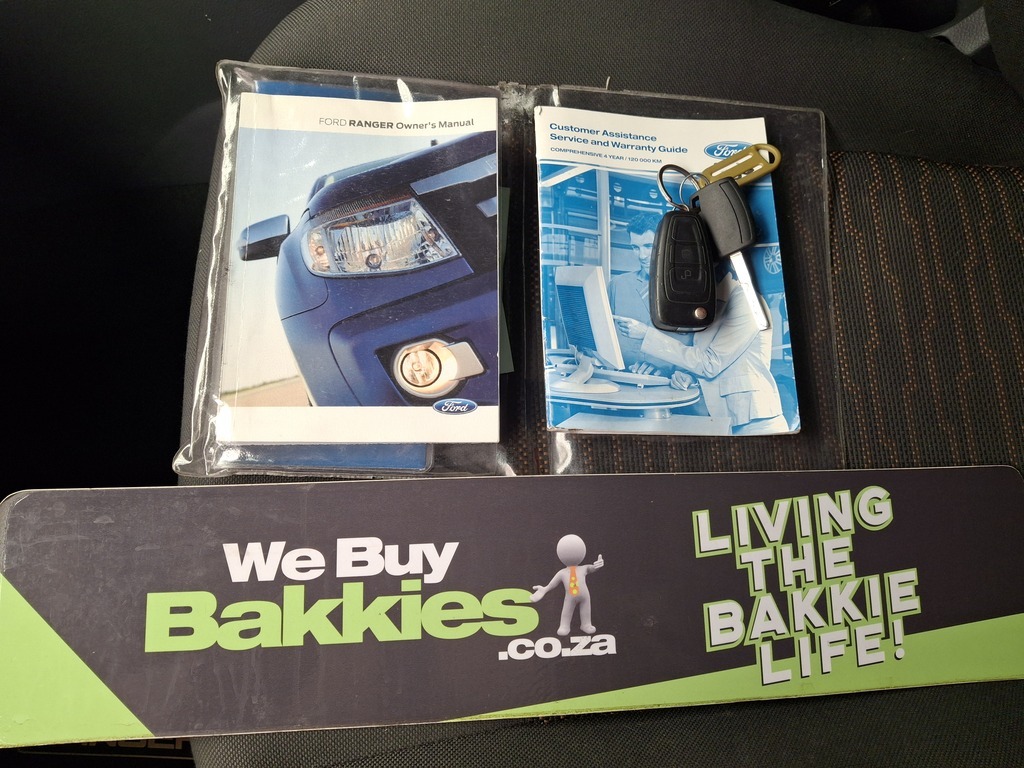 FORD RANGER Owner's Manual
Ford
Customer Assistance
Service and Warranty Guide
COMPREHENSIVE 4 YEAR / 120 000 KM
Ford
We Buy
Bakkies
.co.za
LIVING
THE
BAKKIE
LIFE!